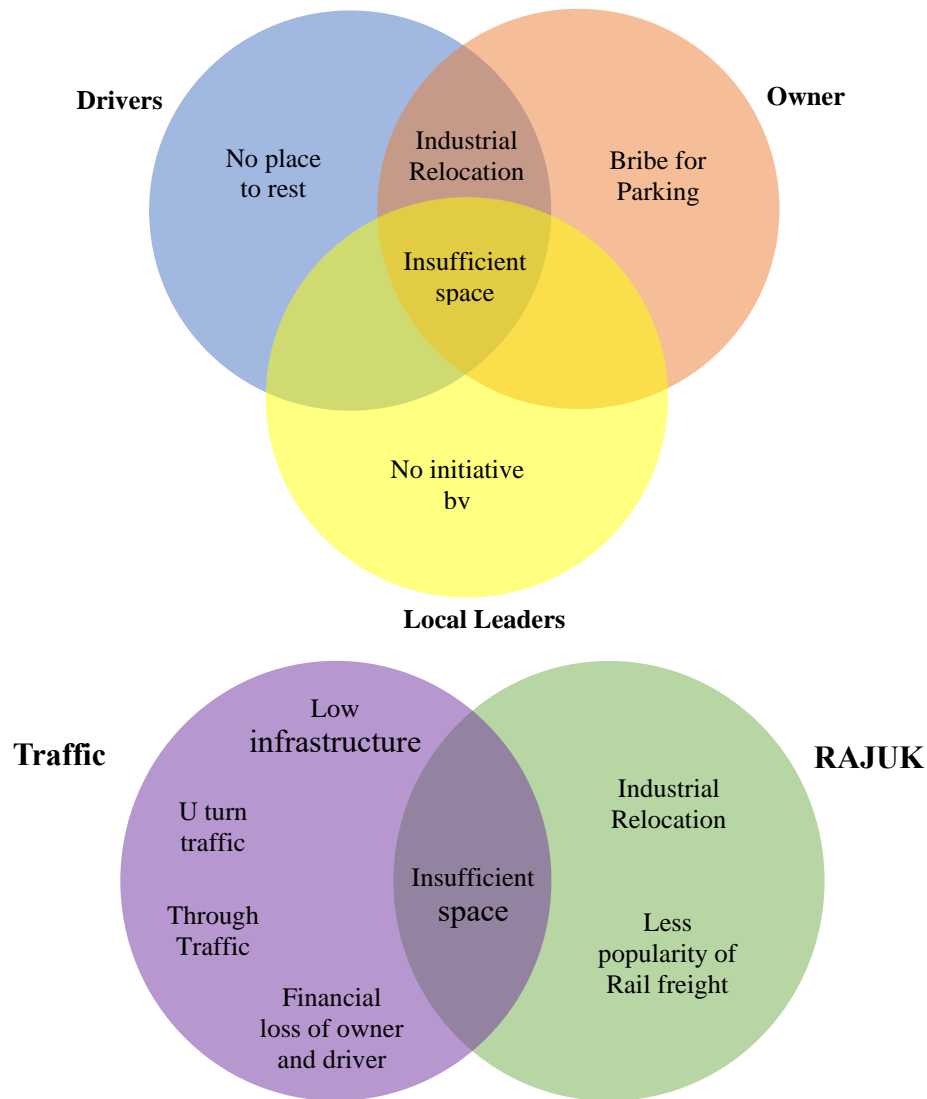 Drivers
Owner
No place
to rest
Industrial
Relocation
Bribe for
Parking
Insufficient
space
No initiative
by
Local Leaders
Traffic
RAJUK
Low
infrastructure
U turn
traffic
Through
Traffic
Financial
loss of owner
and driver
Insufficient
space
Industrial
Relocation
Less
popularity of
Rail freight